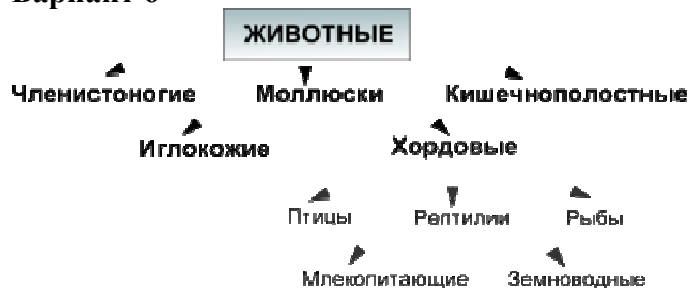 Вариант 6
ЖИВОТНЫЕ
Членистоногие Моллюски Кишечнополостные
Иглокожие Хордовые
Птицы Рептилии Рыбы
Млекопитающие Земноводные